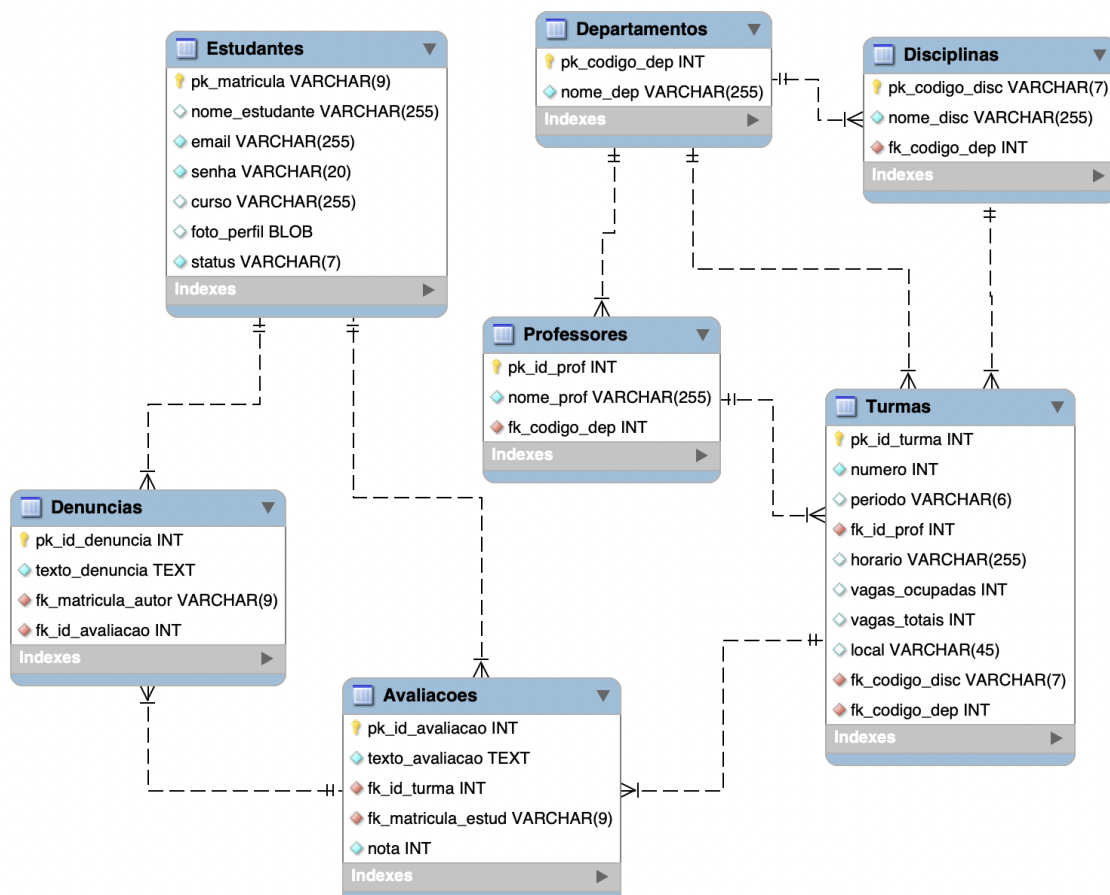 Estudantes
pk_matricula VARCHAR(9)
nome_estudante VARCHAR(255)
email VARCHAR(255)
senha VARCHAR(20)
curso VARCHAR(255)
foto_perfil BLOB
status VARCHAR(7)
Indexes
Departamentos
pk_codigo_dep INT
nome_dep VARCHAR(255)
Indexes
Disciplinas
pk_codigo_disc VARCHAR(7)
nome_disc VARCHAR(255)
fk_codigo_dep INT
Indexes
Professores
pk_id_prof INT
nome_prof VARCHAR(255)
fk_codigo_dep INT
Indexes
Turmas
pk_id_turma INT
numero INT
periodo VARCHAR(6)
fk_id_prof INT
horario VARCHAR(255)
vagas_ocupadas INT
vagas_totais INT
local VARCHAR(45)
fk_codigo_disc VARCHAR(7)
fk_codigo_dep INT
Indexes
Denuncias
pk_id_denuncia INT
texto_denuncia TEXT
fk_matricula_autor VARCHAR(9)
fk_id_avaliacao INT
Indexes
Avaliacoes
pk_id_avaliacao INT
texto_avaliacao TEXT
fk_id_turma INT
fk_matricula_estud VARCHAR(9)
nota INT
Indexes